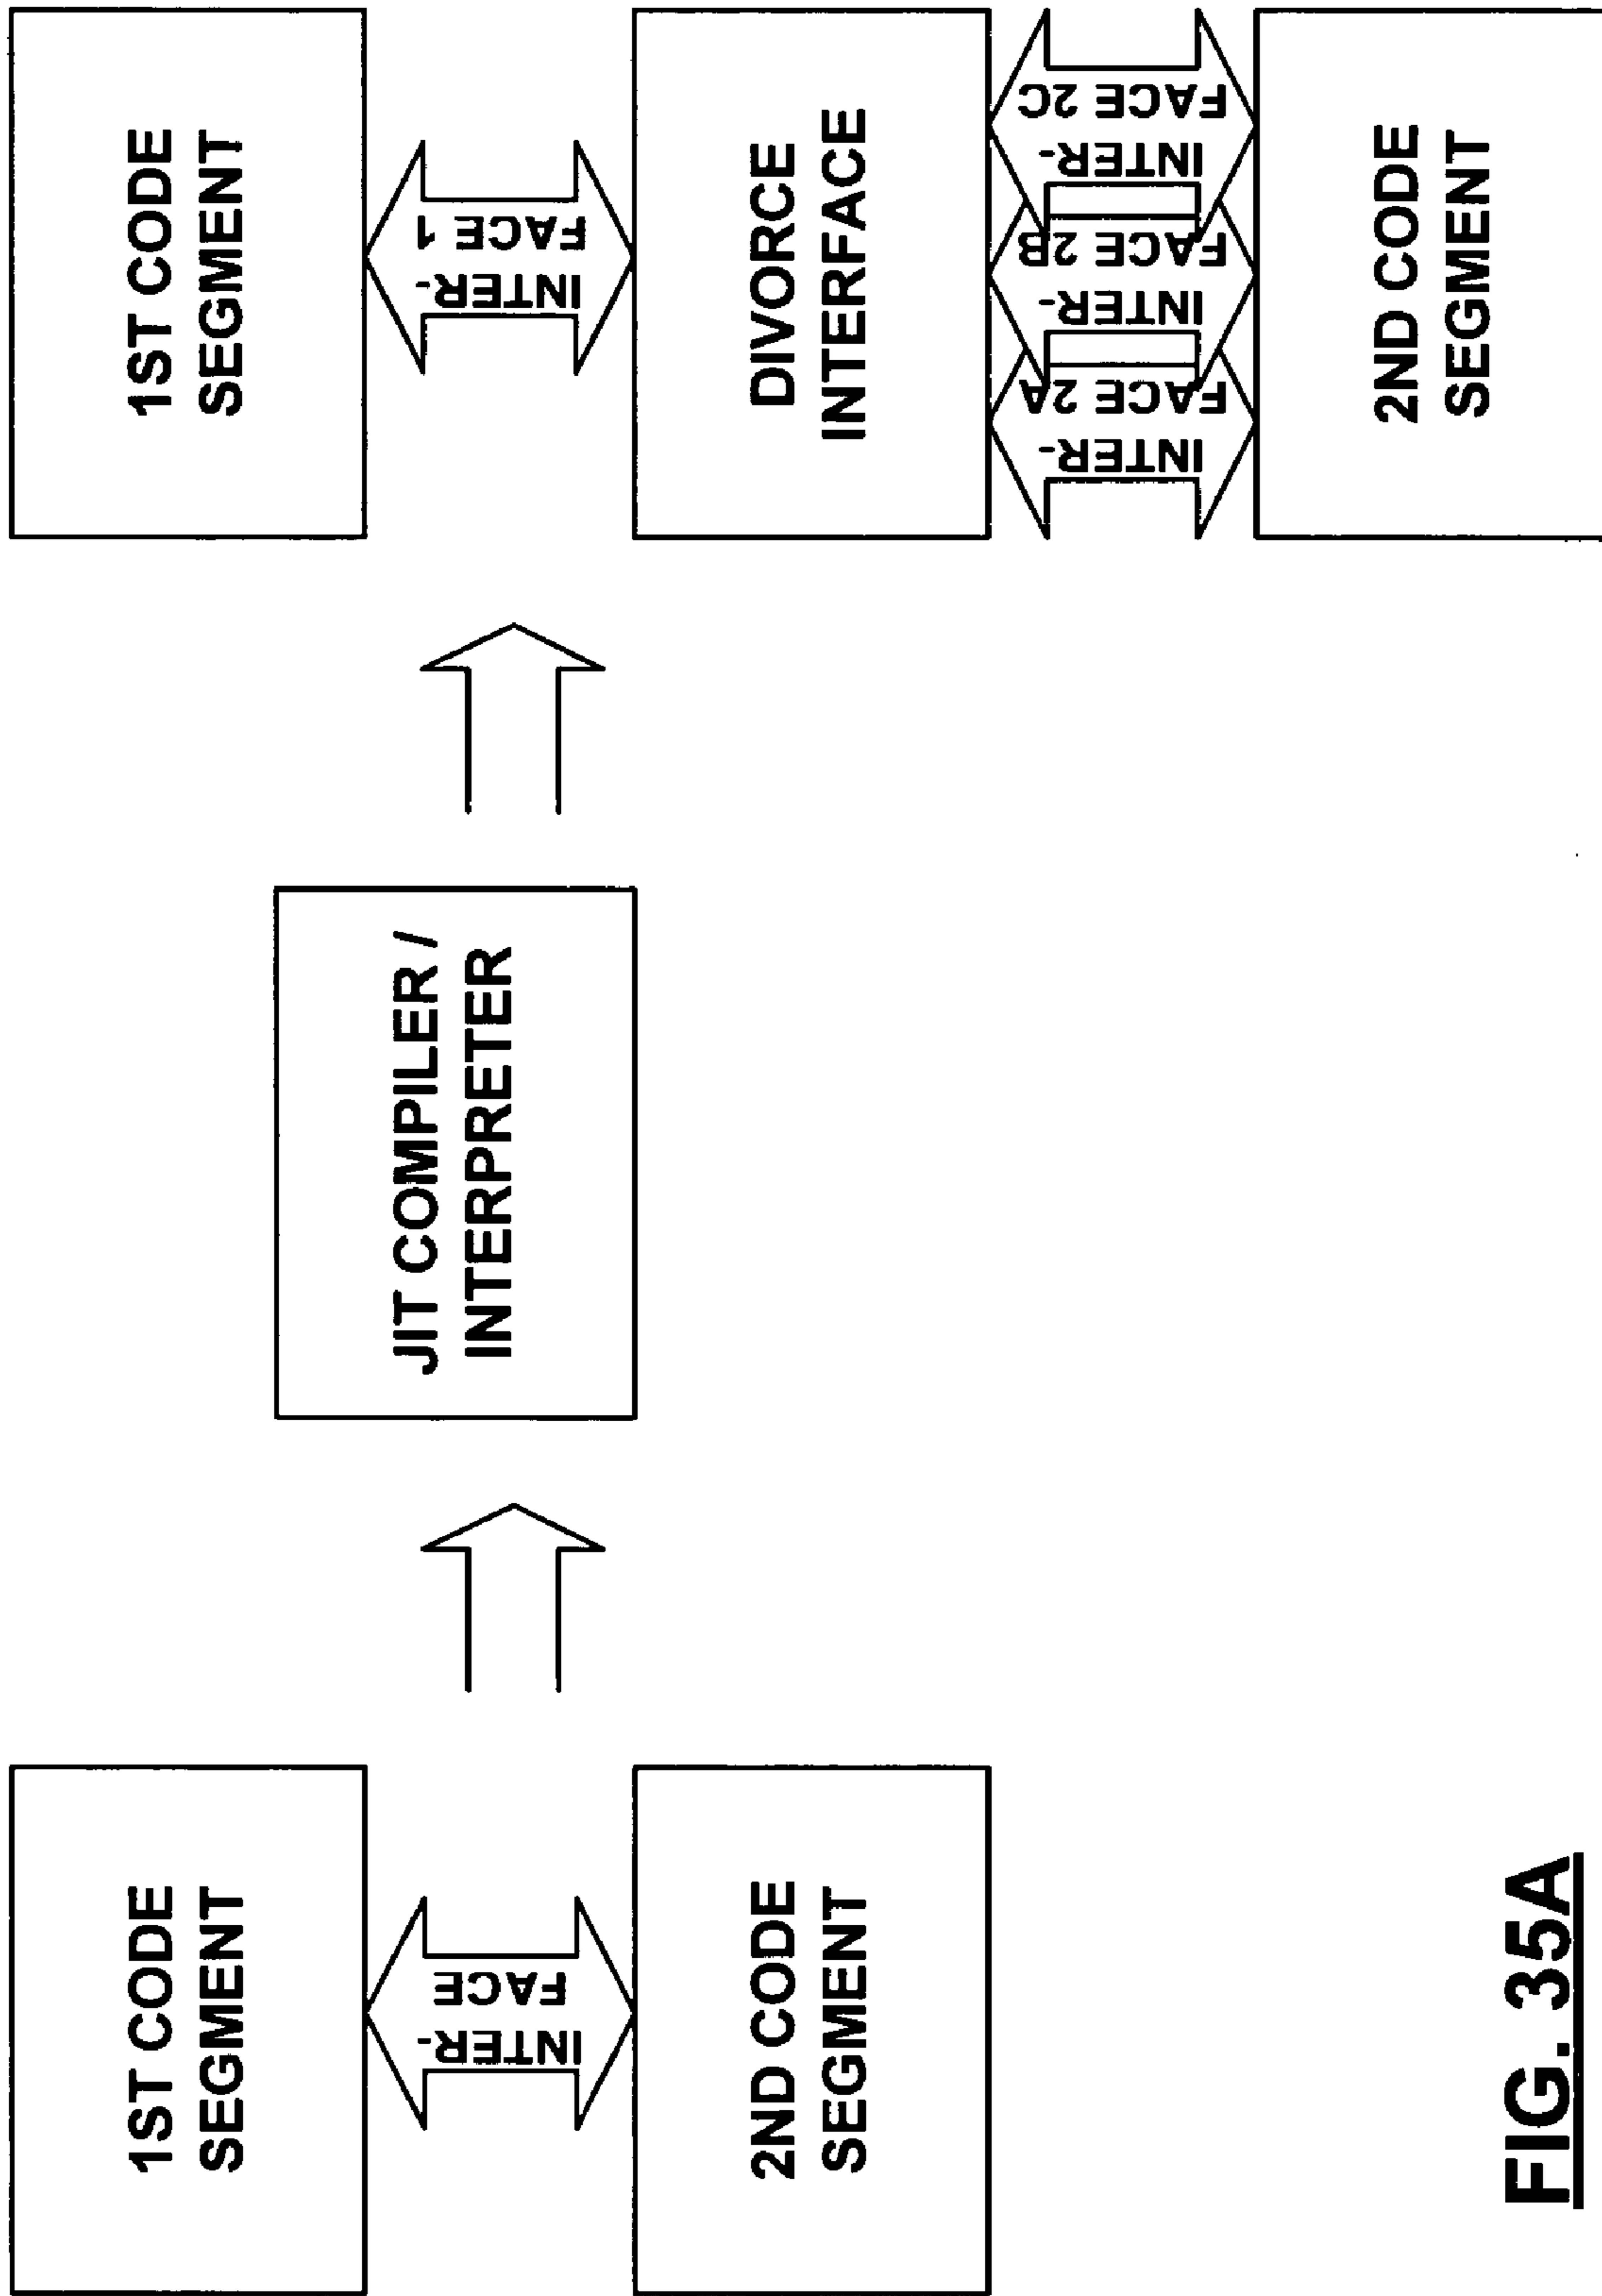 1ST CODE
SEGMENT
INTER-
FACE
2ND CODE
SEGMENT
JIT COMPILER /
INTERPRETER
1ST CODE
SEGMENT
INTER-
FACE 1
DIVORCE
INTERFACE
INTER-
FACE 2A
INTER-
FACE 2B
INTER-
FACE 2C
2ND CODE
SEGMENT
FIG. 35A